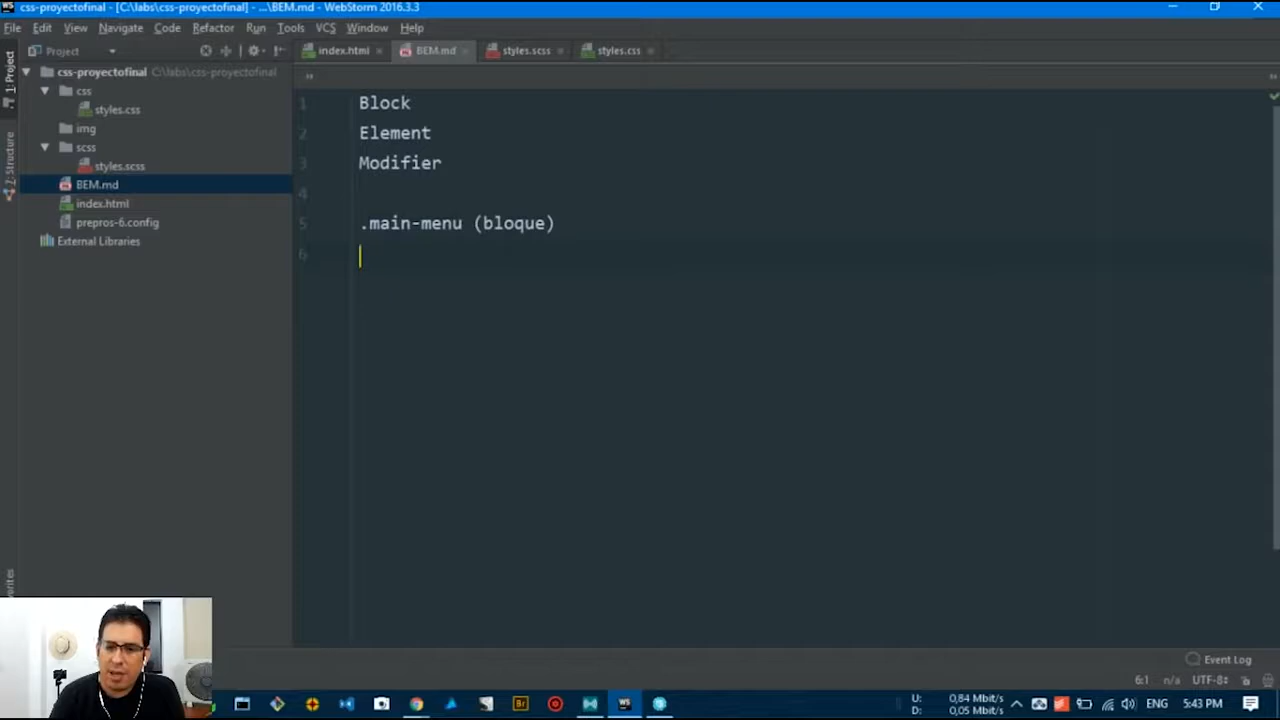 css-proyectofinal - [C:\labs\css-proyectofinal] - ...\BEM.md - WebStorm 2016.3.3
File Edit View Navigate Code Refactor Run Tools VCS Window Help
Project
index.html BEM.md styles.scss styles.css
1: Project
css-proyectofinal C:\labs\css-proyectofinal
css
styles.css
img
scss
styles.scss
BEM.md
index.html
prepros-6.config
External Libraries
7: Structure
1 Block
2 Element
3 Modifier
4
5 .main-menu (bloque)
6
Event Log
6:1 n/a UTF-8
U: 0,84 Mbit/s
D: 0,05 Mbit/s
ENG 5:43 PM